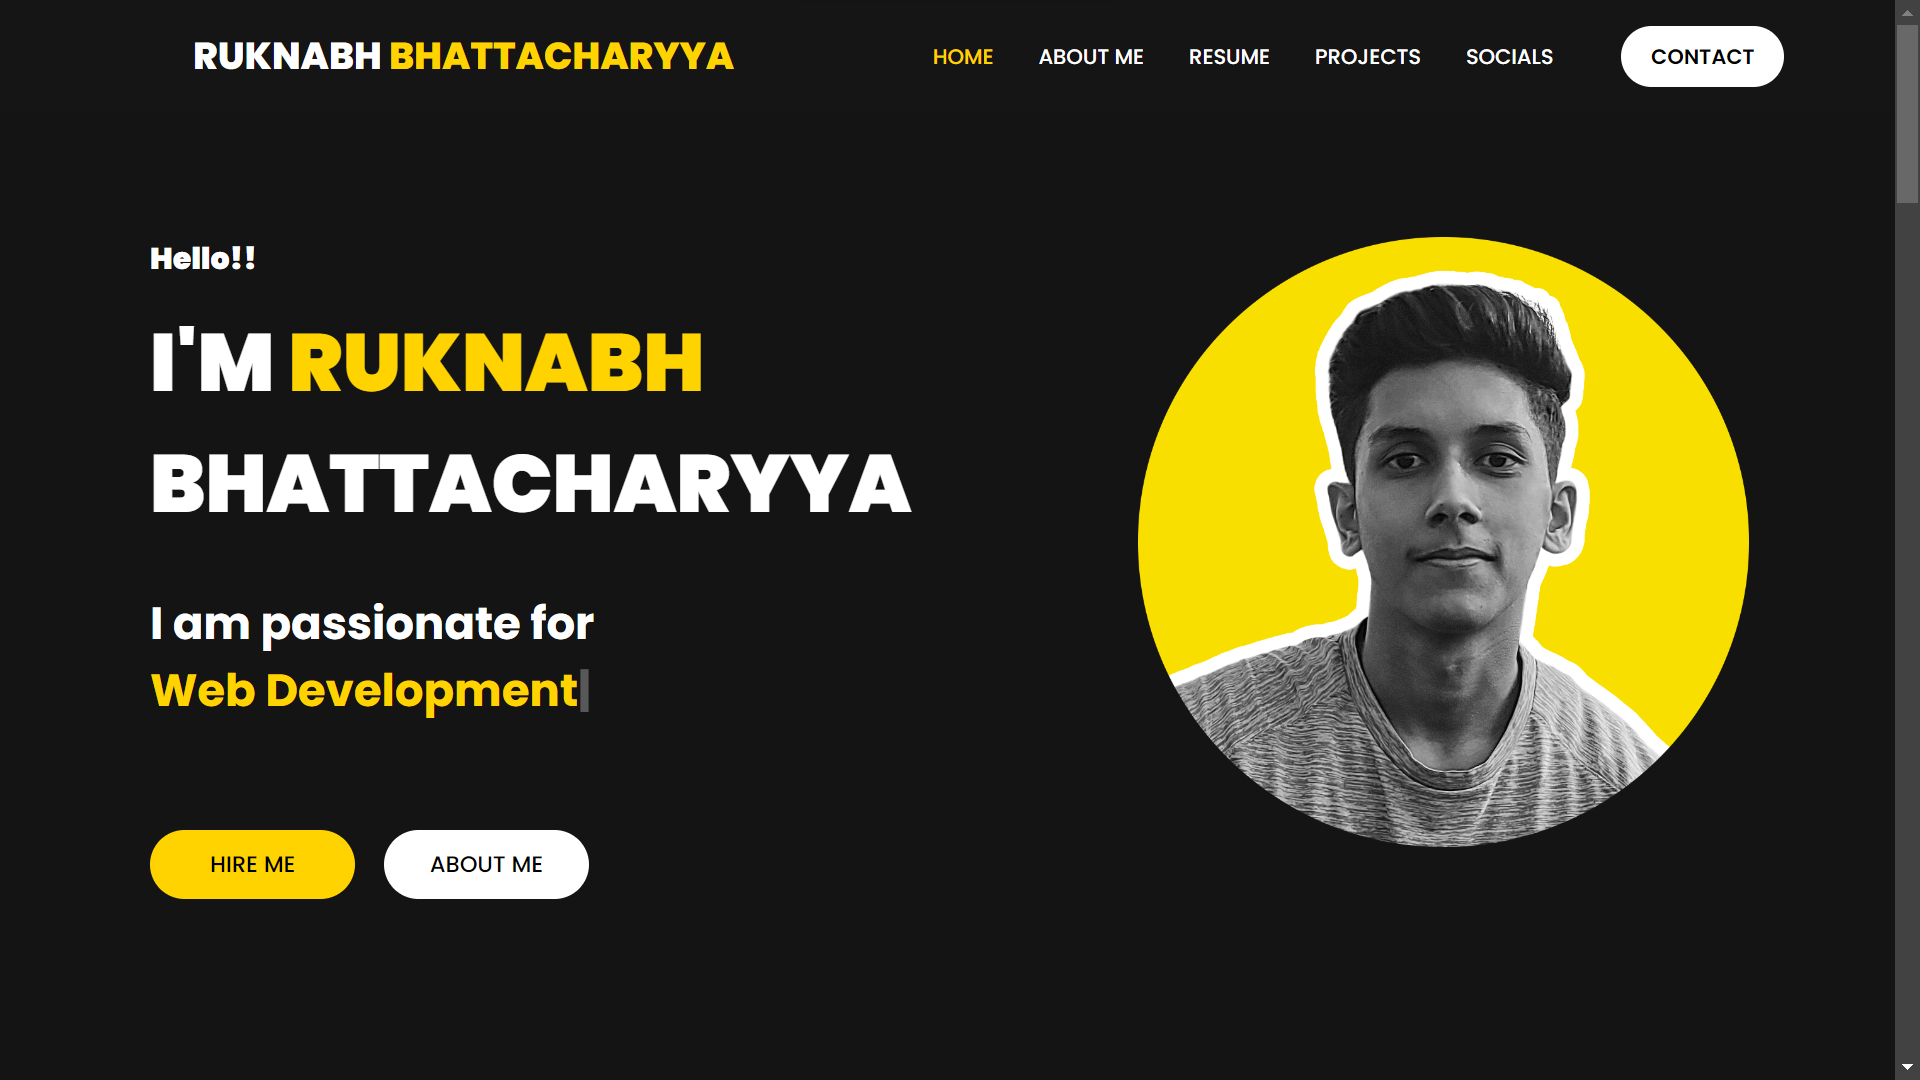 RUKNABH BHATTACHARYYA
HOME ABOUT ME RESUME PROJECTS SOCIALS CONTACT
Hello!!
I'M RUKNABH
BHATTACHARYYA
I am passionate for
Web Development
HIRE ME ABOUT ME